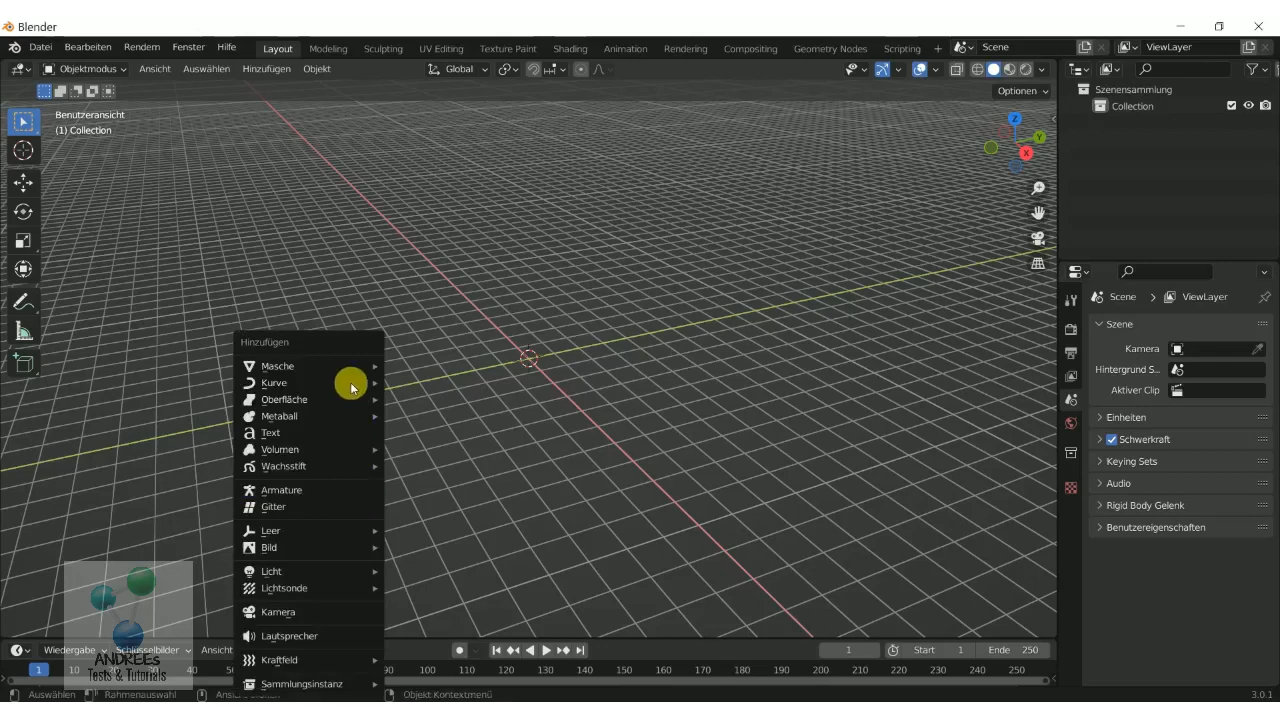 Blender
Datei Bearbeiten Rendern Fenster Hilfe Layout Modeling Sculpting UV Editing Texture Paint Shading Animation Rendering Compositing Geometry Nodes Scripting + Scene ViewLayer
Objektmodus Ansicht Auswählen Hinzufügen Objekt Global
Optionen
Szenensammlung
Collection
Benutzeransicht
(1) Collection
Z
Y
X
Scene ViewLayer
Szene
Kamera
Hintergrund S...
Aktiver Clip
Einheiten
Schwerkraft
Keying Sets
Audio
Rigid Body Gelenk
Benutzereigenschaften
Hinzufügen
Masche
Kurve
Oberfläche
Metaball
Text
Volumen
Wachsstift
Armature
Gitter
Leer
Bild
Licht
Lichtsonde
Kamera
Lautsprecher
Kraftfeld
Sammlungsinstanz
Wiedergabe Schlüsselbilder Ansicht 1 Start 1 Ende 250
ANDREEs
Tests & Tutorials
1 10 20 30 40 90 100 110 120 130 140 150 160 170 180 190 200 210 220 230 240 250
Auswählen Rahmenauswahl Objekt Kontextmenü 3.0.1